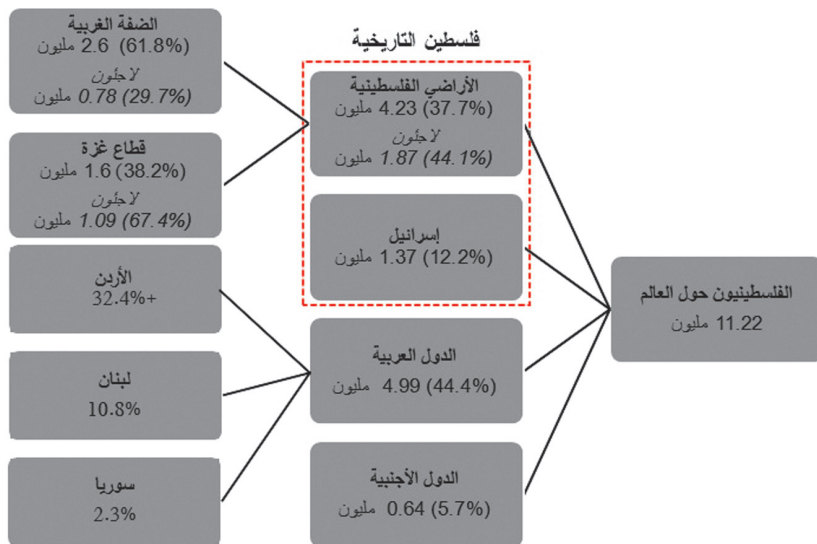 فلسطين التاريخية
الفلسطينيون حول العالم
11.22 مليون
الأراضي الفلسطينية
4.23 (37.7%) مليون
لاجئون
1.87 (44.1%) مليون
إسرائيل
1.37 (12.2%) مليون
الدول العربية
4.99 (44.4%) مليون
الدول الأجنبية
0.64 (5.7%) مليون
الضفة الغربية
2.6 (61.8%) مليون
لاجئون
0.78 (29.7%) مليون
قطاع غزة
1.6 (38.2%) مليون
لاجئون
1.09 (67.4%) مليون
الأردن
32.4%+
لبنان
10.8%
سوريا
2.3%